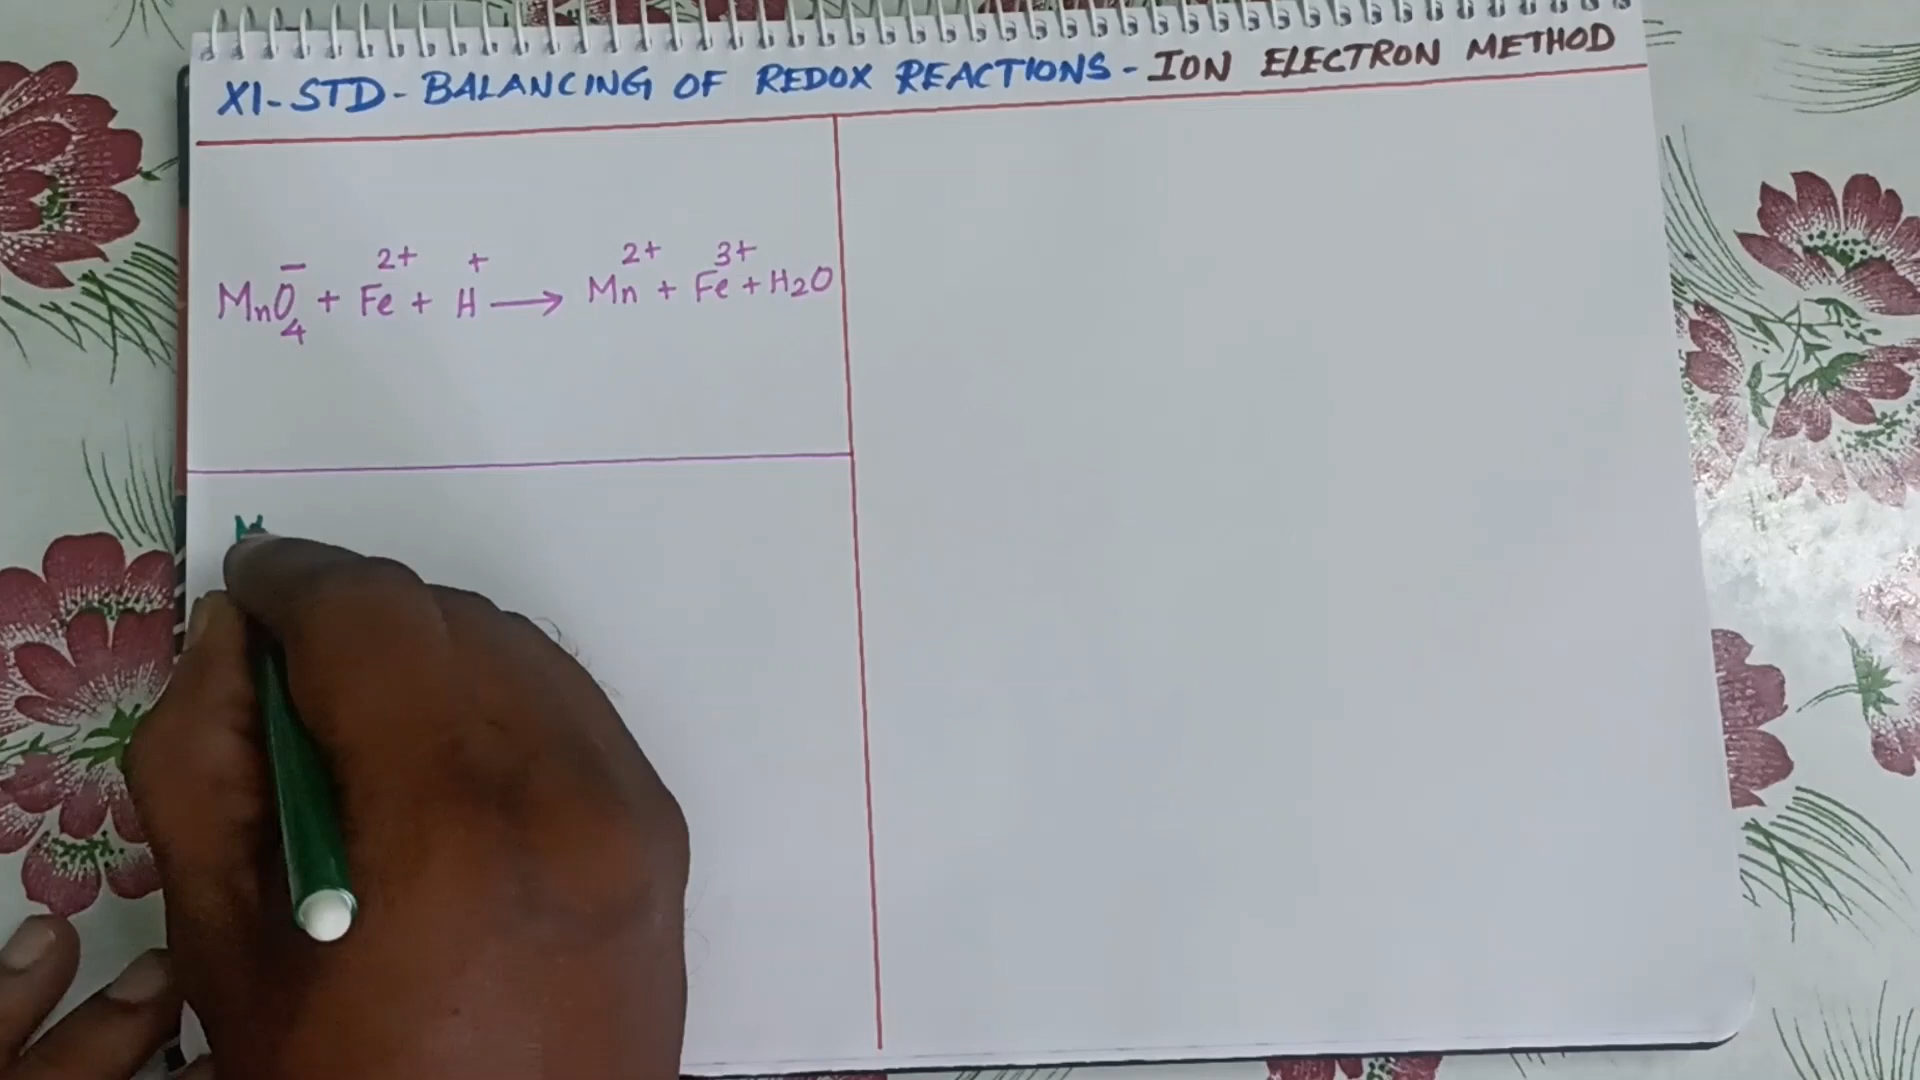 XI-STD-BALANCING OF REDOX REACTIONS-ION ELECTRON METHOD
MnO₄⁻ + Fe²⁺ + H⁺ ⟶ Mn²⁺ + Fe³⁺ + H₂O